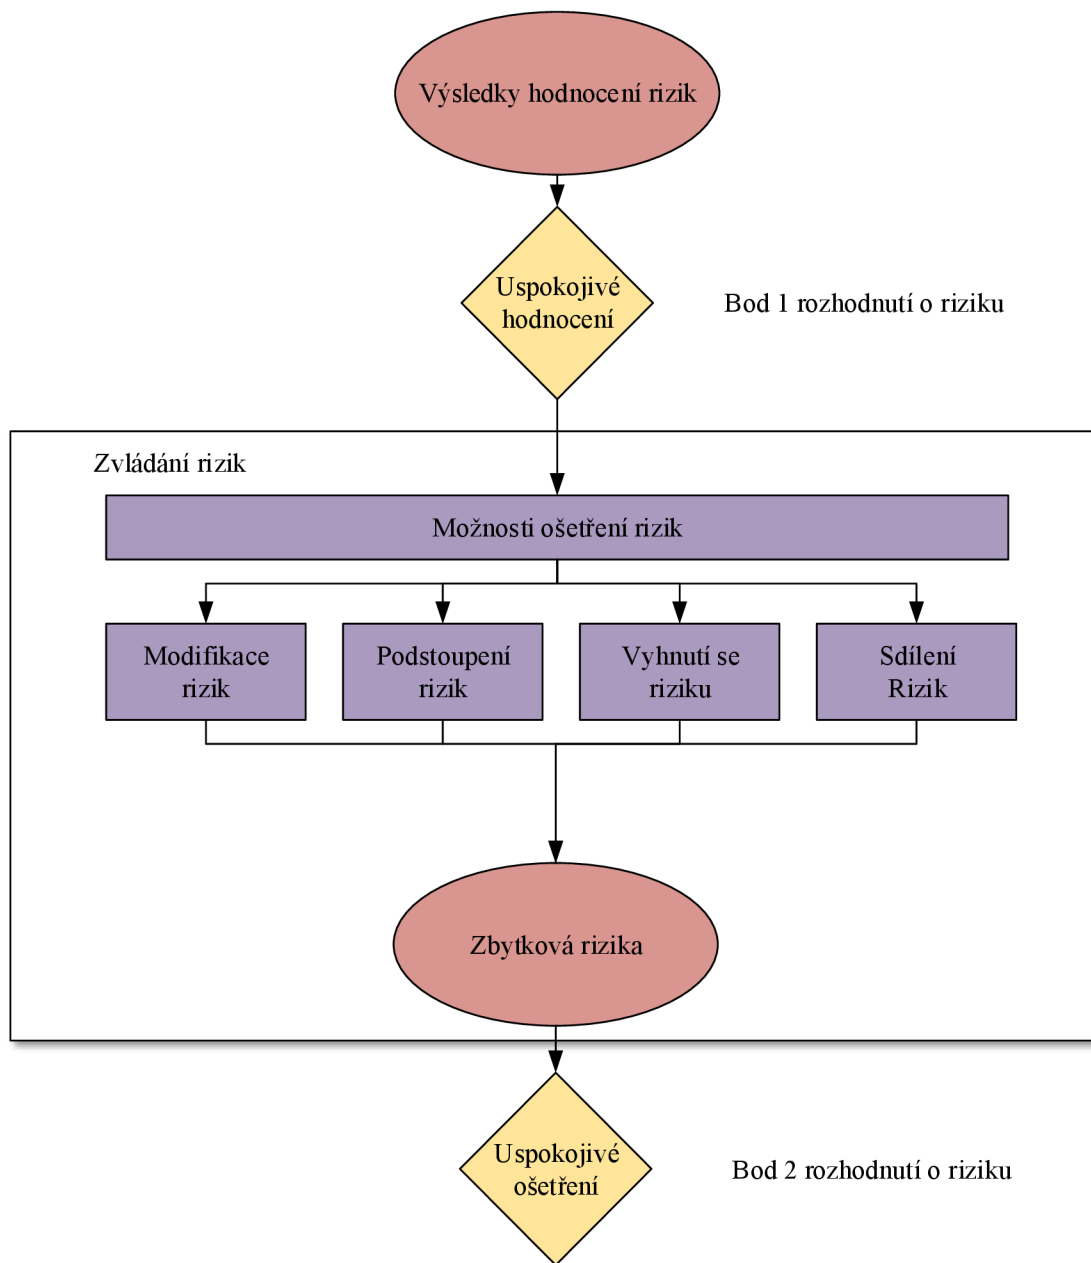 Výsledky hodnocení rizik
Uspokojivé
hodnocení
Bod 1 rozhodnutí o riziku
Zvládání rizik
Možnosti ošetření rizik
Modifikace
rizik
Podstoupení
rizik
Vyhnutí se
riziku
Sdílení
Rizik
Zbytková rizika
Uspokojivé
ošetření
Bod 2 rozhodnutí o riziku